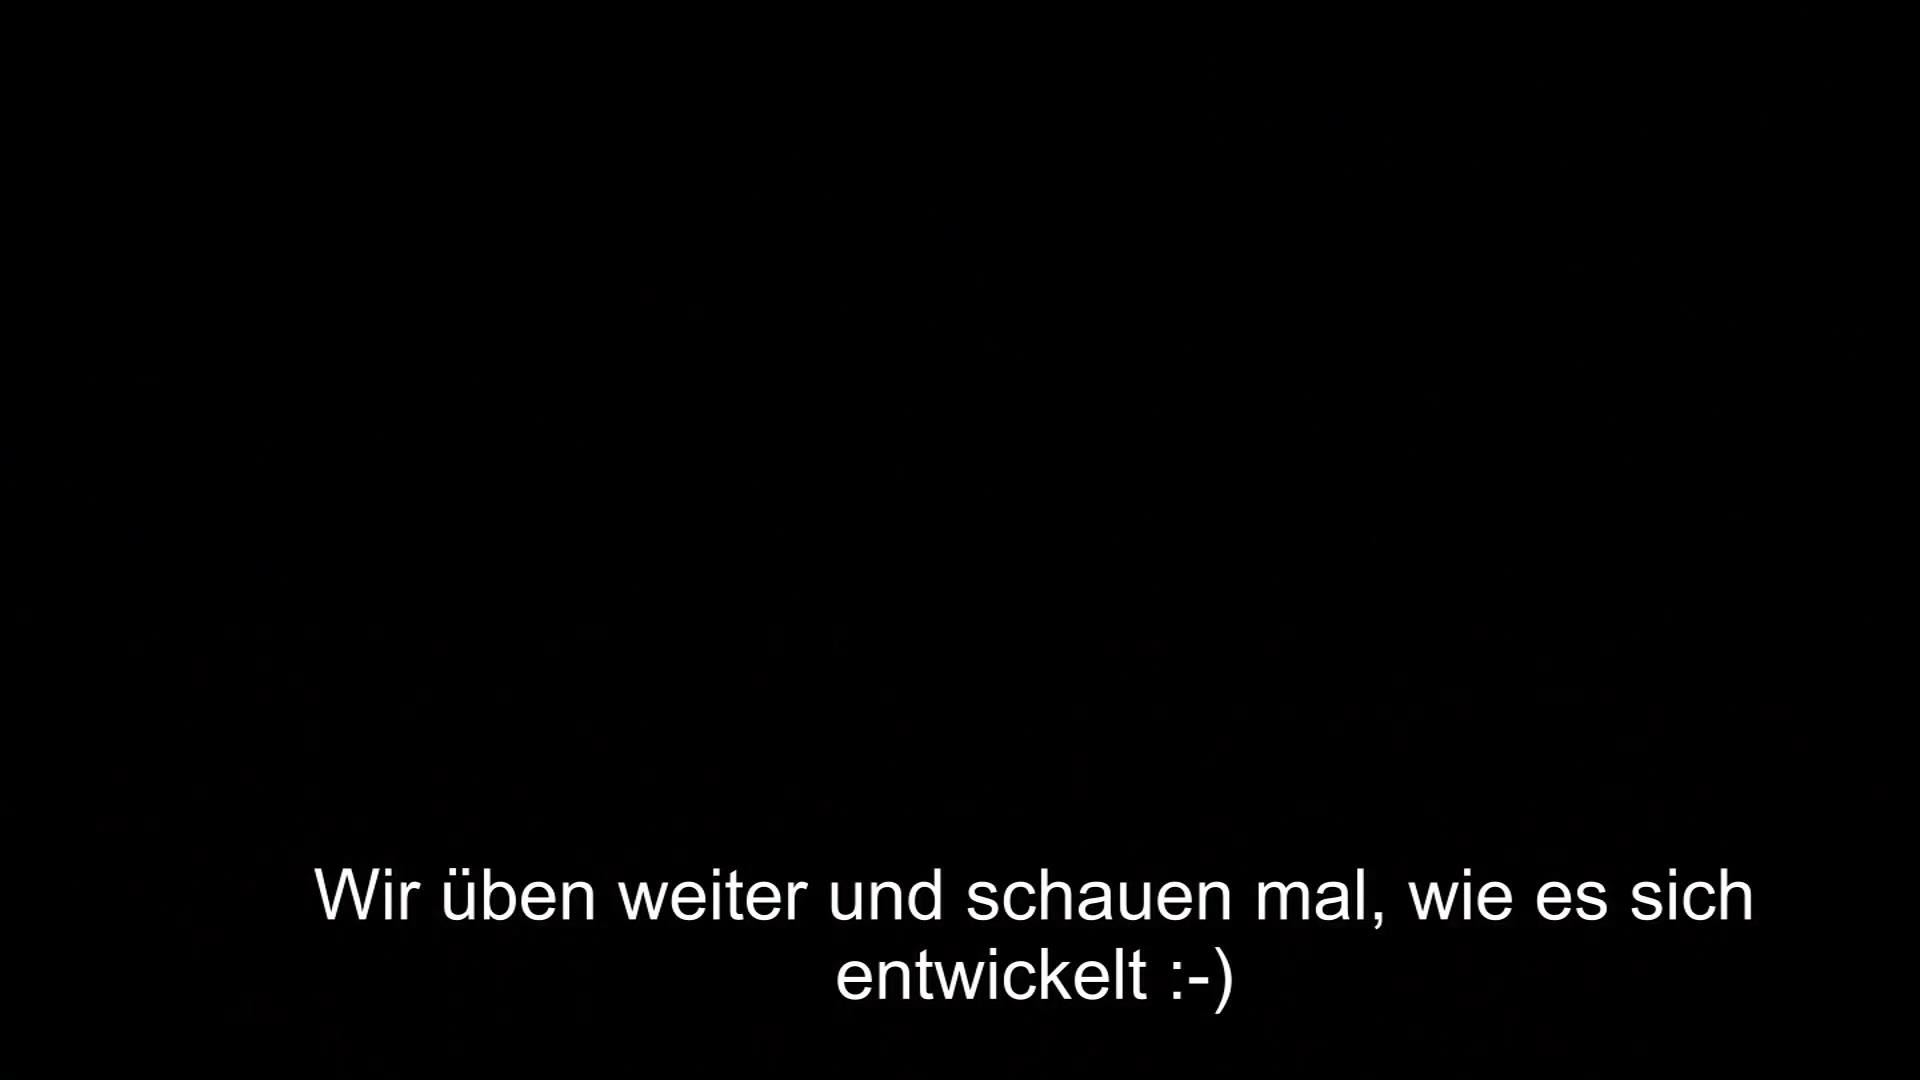 Wir üben weiter und schauen mal, wie es sich
entwickelt :-)